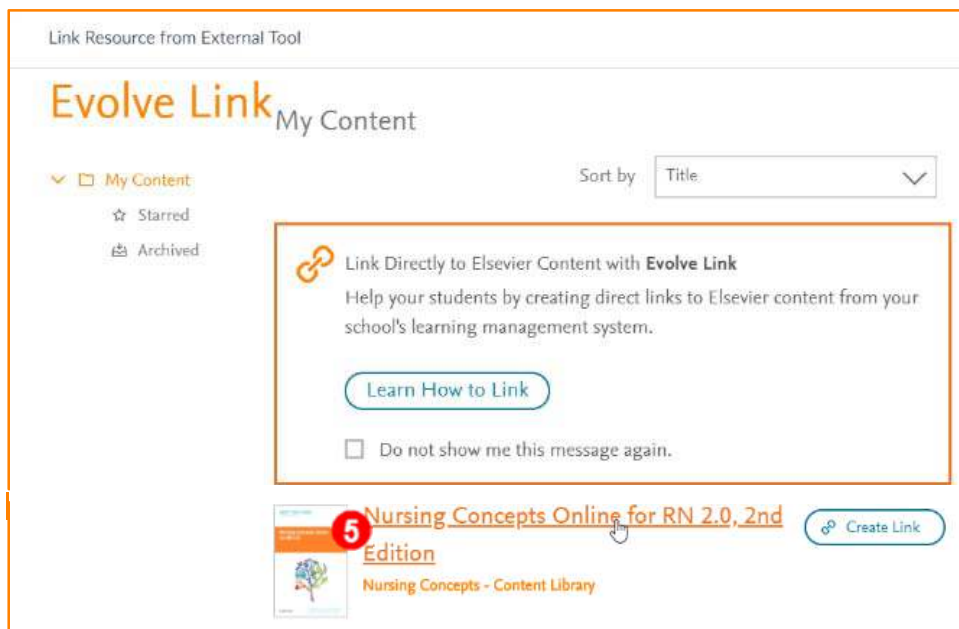 Link Resource from External Tool
Evolve Link My Content
Sort by Title
My Content
Starred
Archived
Link Directly to Elsevier Content with Evolve Link
Help your students by creating direct links to Elsevier content from your
school's learning management system.
Learn How to Link
Do not show me this message again.
5
Nursing Concepts Online for RN 2.0, 2nd
Edition
Create Link
Nursing Concepts - Content Library